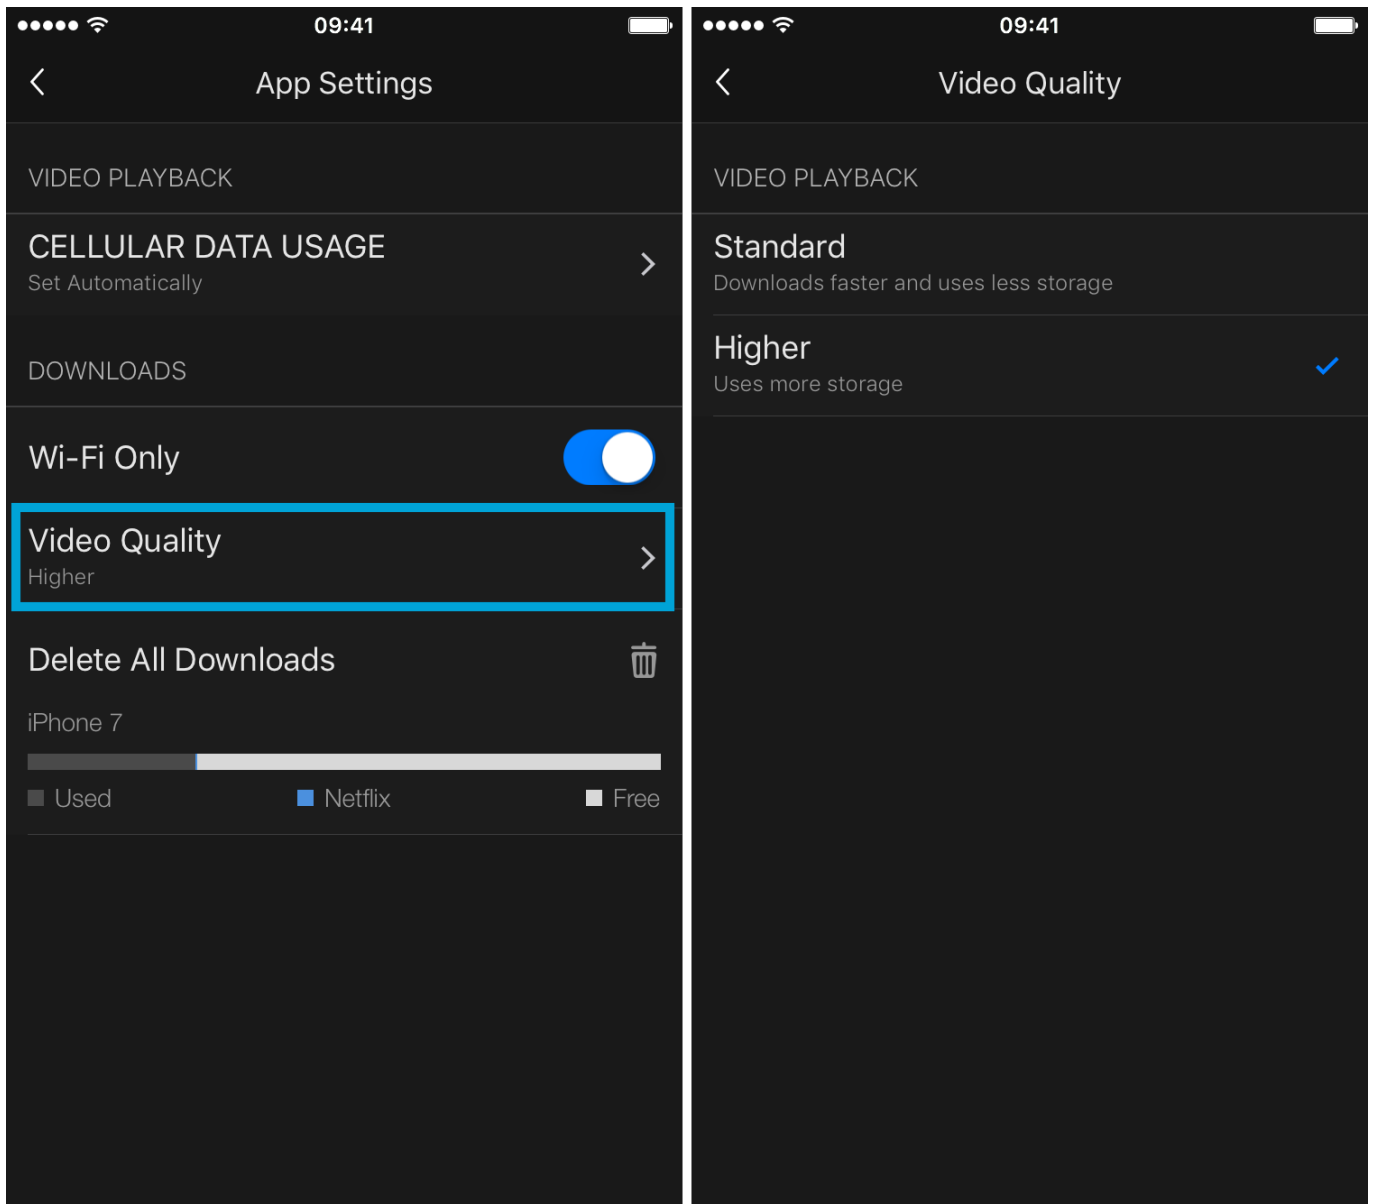 09:41
App Settings
VIDEO PLAYBACK
CELLULAR DATA USAGE
Set Automatically
DOWNLOADS
Wi-Fi Only
Video Quality
Higher
Delete All Downloads
iPhone 7
Used Netflix Free
09:41
Video Quality
VIDEO PLAYBACK
Standard
Downloads faster and uses less storage
Higher
Uses more storage